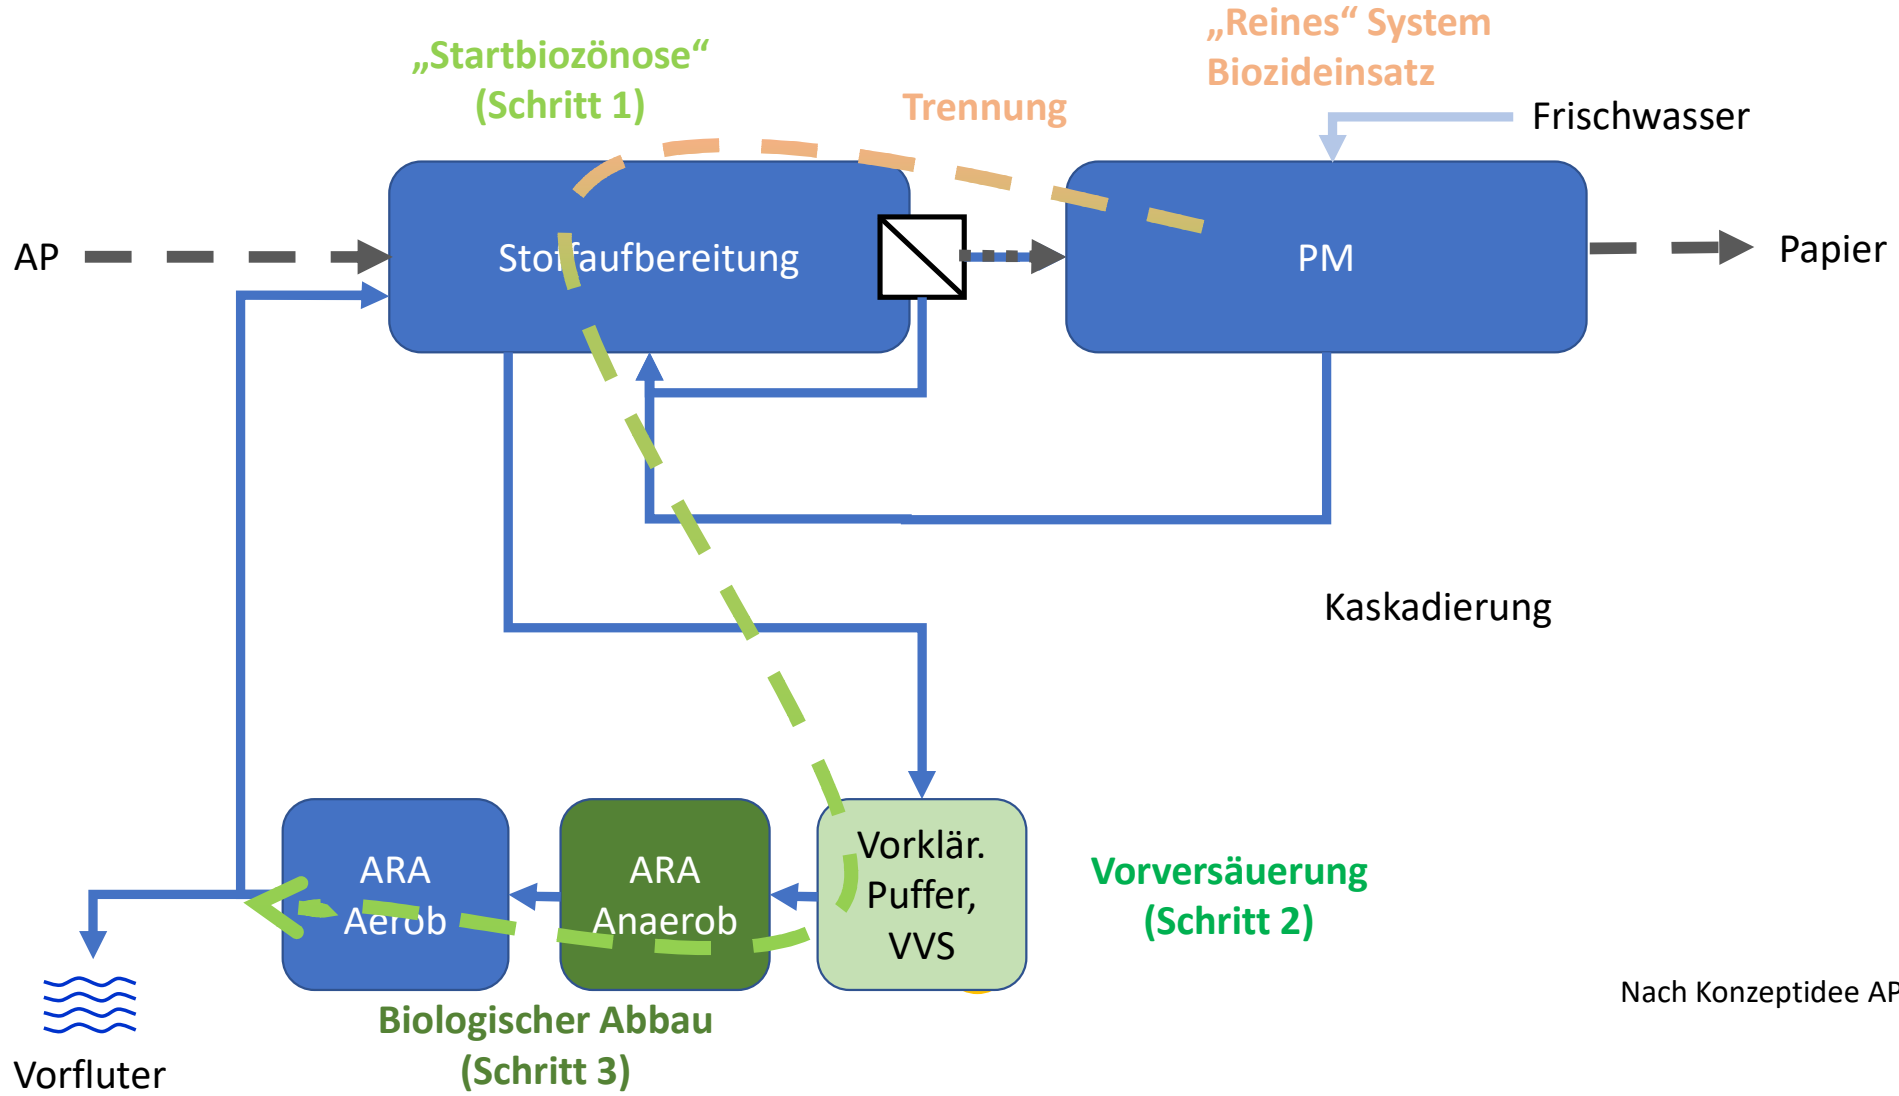 „Startbiozönose“
(Schritt 1)
Trennung
„Reines“ System
Biozideinsatz
Frischwasser
AP
Stoffaufbereitung
PM
Papier
Kaskadierung
ARA
Aerob
ARA
Anaerob
Vorklär.
Puffer,
VVS
Vorversäuerung
(Schritt 2)
Biologischer Abbau
(Schritt 3)
Vorfluter
Nach Konzeptidee AP